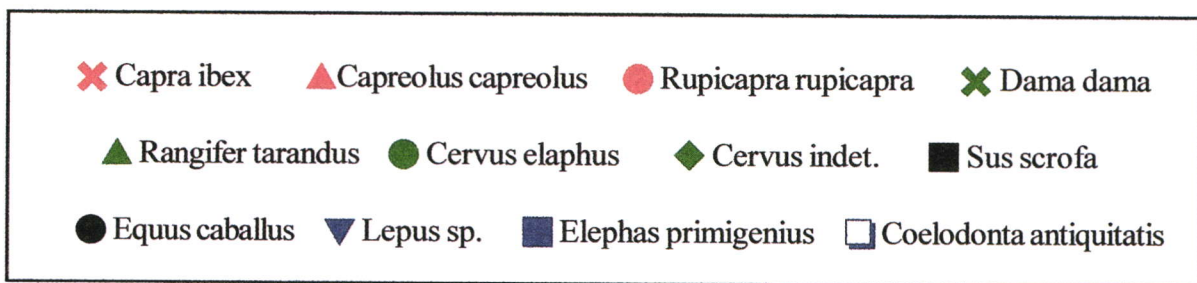 Capra ibex Capreolus capreolus Rupicapra rupicapra Dama dama
Rangifer tarandus Cervus elaphus Cervus indet. Sus scrofa
Equus caballus Lepus sp. Elephas primigenius Coelodonta antiquitatis